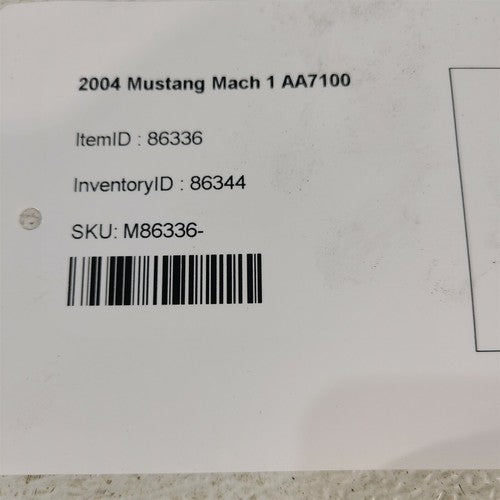 2004 Mustang Mach 1 AA7100
ItemID : 86336
InventoryID : 86344
SKU: M86336-